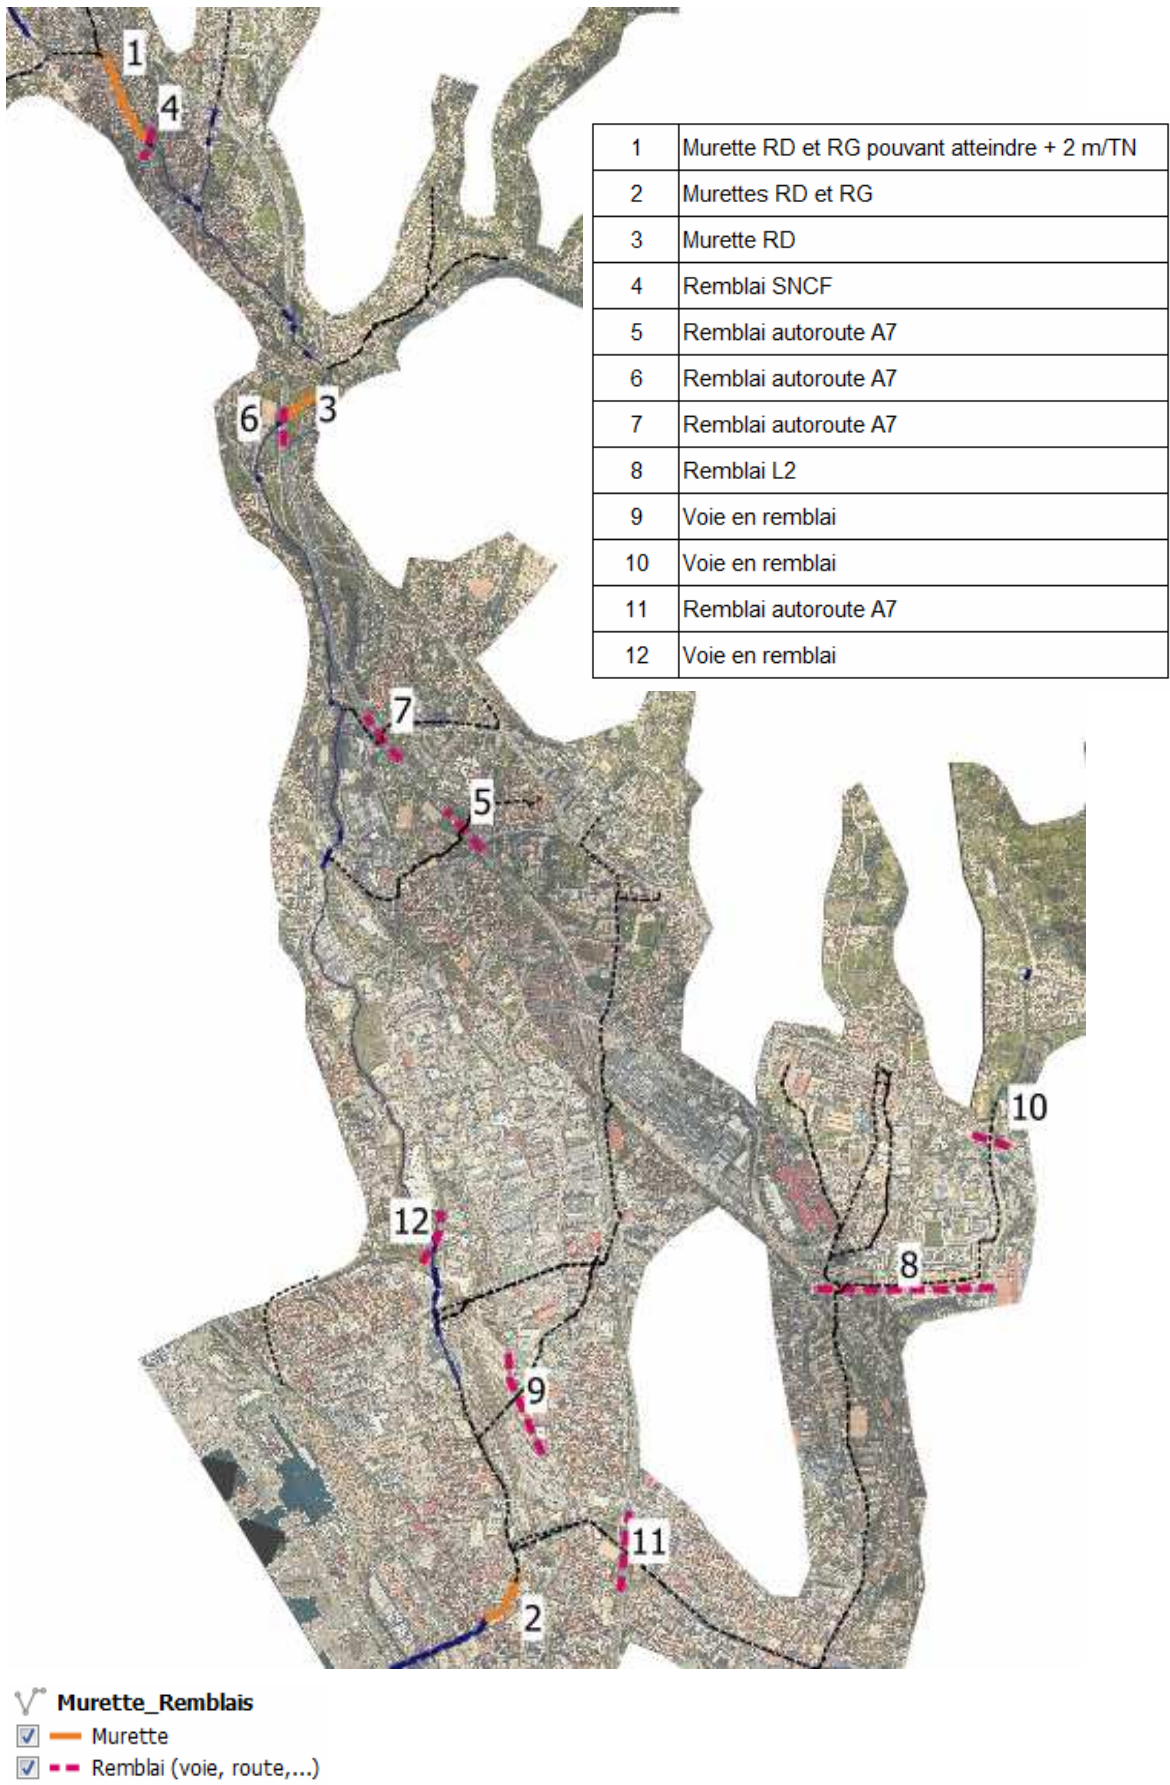 1
4
1 Murette RD et RG pouvant atteindre + 2 m/TN
2 Murettes RD et RG
3 Murette RD
4 Remblai SNCF
5 Remblai autoroute A7
6 Remblai autoroute A7
7 Remblai autoroute A7
8 Remblai L2
9 Voie en remblai
10 Voie en remblai
11 Remblai autoroute A7
12 Voie en remblai
6
3
7
5
10
12
8
9
11
2
Murette_Remblais
Murette
Remblai (voie, route,...)